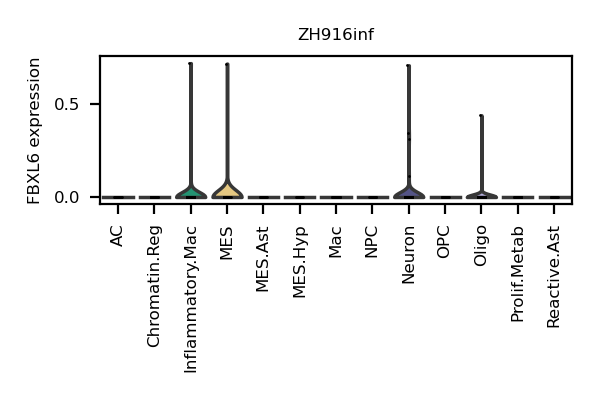 ZH916inf
FBXL6 expression
0.5
0.0
AC
Chromatin.Reg
Inflammatory.Mac
MES
MES.Ast
MES.Hyp
Mac
NPC
Neuron
OPC
Oligo
Prolif.Metab
Reactive.Ast